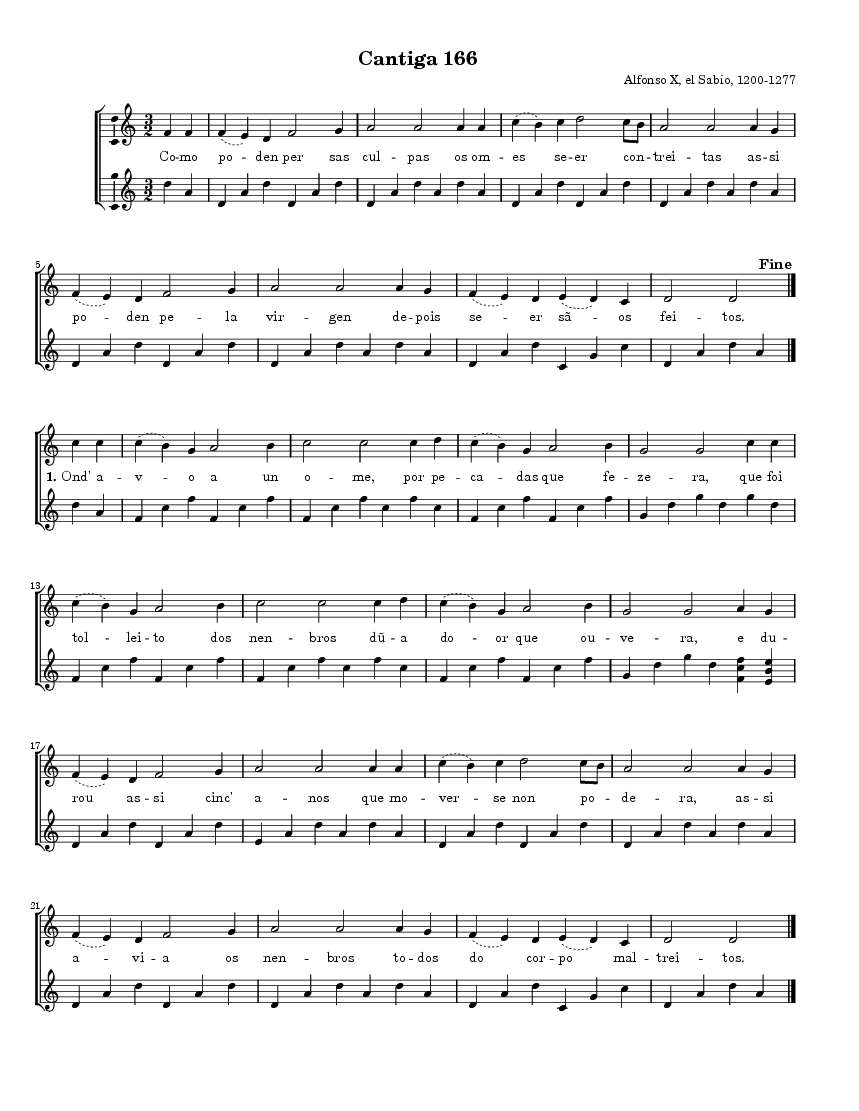 Cantiga 166
Alfonso X, el Sabio, 1200-1277
Co-mo po - den per sas cul - pas os om - es se-er con-trei - tas as-si
5
Fine
po - den pe - la vir - gen de-pois se - er sã - os fei - tos.
1. Ond' a - v - o a un o - me, por pe - ca - das que fe - ze - ra, que foi
13
tol - lei-to dos nen - bros dũ-a do - or que ou - ve - ra, e du -
17
rou as-si cinc' a - nos que mo - ver-se non po - de - ra, as-si
21
a - vi-a os nen - bros to-dos do cor-po mal-trei - tos.